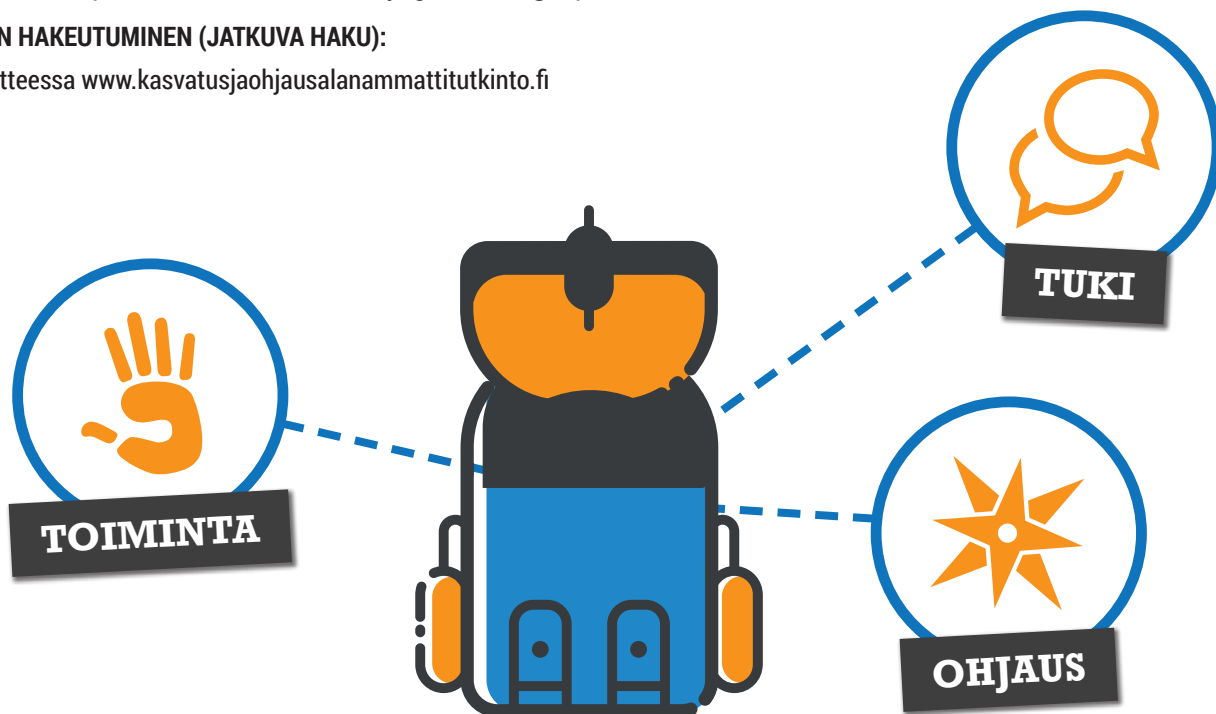 N HAKEUTUMINEN (JATKUVA HAKU):
tteessa www.kasvatusjaohjausalanammattitutkinto.fi
TUKI
TOIMINTA
OHJAUS